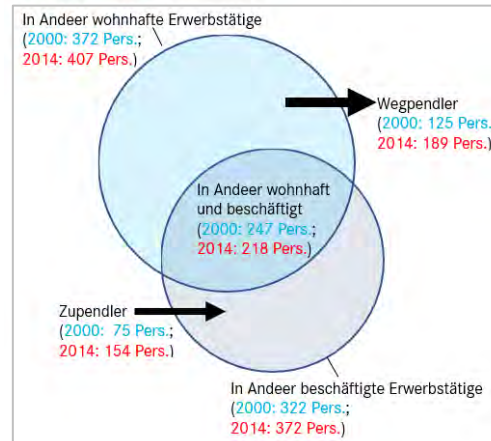 In Andeer wohnhafte Erwerbstätige
(2000: 372 Pers.;
2014: 407 Pers.)
Wegpendler
(2000: 125 Pers.
2014: 189 Pers.)
In Andeer wohnhaft
und beschäftigt
(2000: 247 Pers.;
2014: 218 Pers.)
Zupendler
(2000: 75 Pers.;
2014: 154 Pers.)
In Andeer beschäftigte Erwerbstätige
(2000: 322 Pers.;
2014: 372 Pers.)